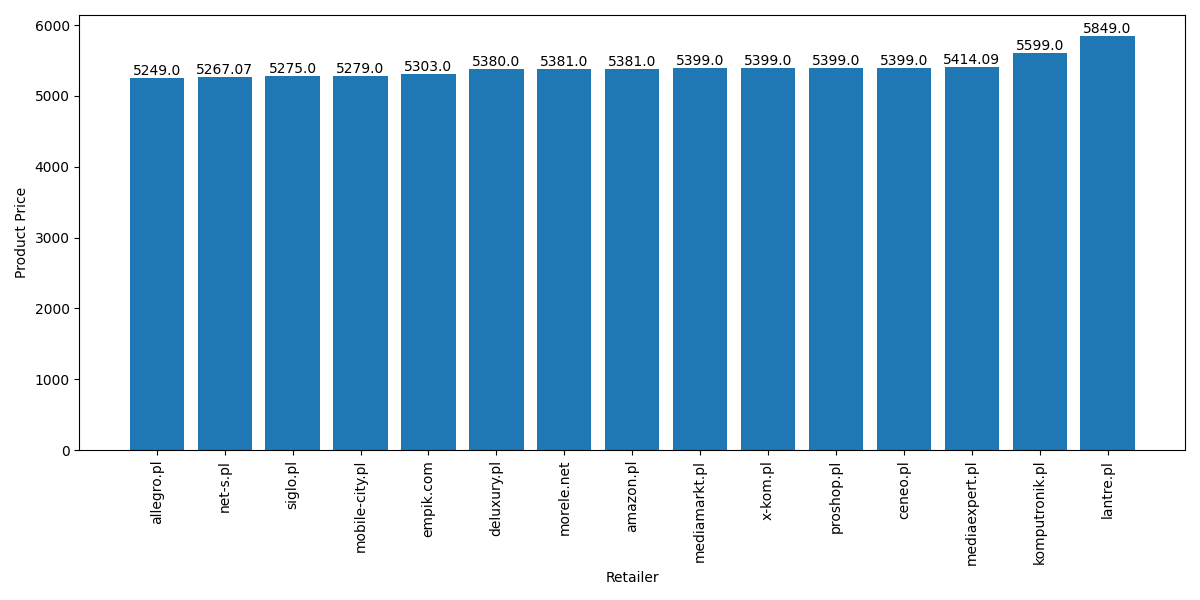 6000
5000
4000
3000
2000
1000
0
Product Price
5249.0
5267.07
5275.0
5279.0
5303.0
5380.0
5381.0
5381.0
5399.0
5399.0
5399.0
5399.0
5414.09
5599.0
5849.0
allegro.pl
net-s.pl
siglo.pl
mobile-city.pl
empik.com
deluxury.pl
morele.net
amazon.pl
mediamarkt.pl
x-kom.pl
proshop.pl
ceneo.pl
mediaexpert.pl
komputronik.pl
lantre.pl
Retailer